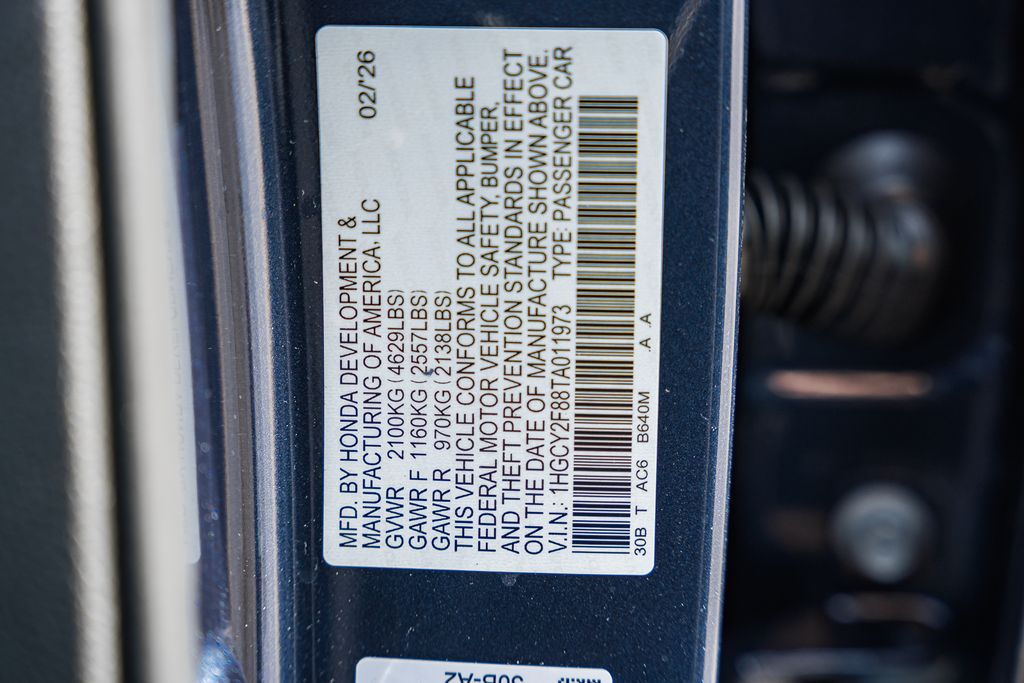 MFD. BY HONDA DEVELOPMENT & 02/'26
MANUFACTURING OF AMERICA, LLC
GVWR 2100KG (4629LBS)
GAWR F 1160KG (2557LBS)
GAWR R 970KG (2138LBS)
THIS VEHICLE CONFORMS TO ALL APPLICABLE
FEDERAL MOTOR VEHICLE SAFETY, BUMPER,
AND THEFT PREVENTION STANDARDS IN EFFECT
ON THE DATE OF MANUFACTURE SHOWN ABOVE.
V.I.N.: 1HGCY2F88TA011973 TYPE: PASSENGER CAR
30B T AC6 B640M .A .A
30B-A2